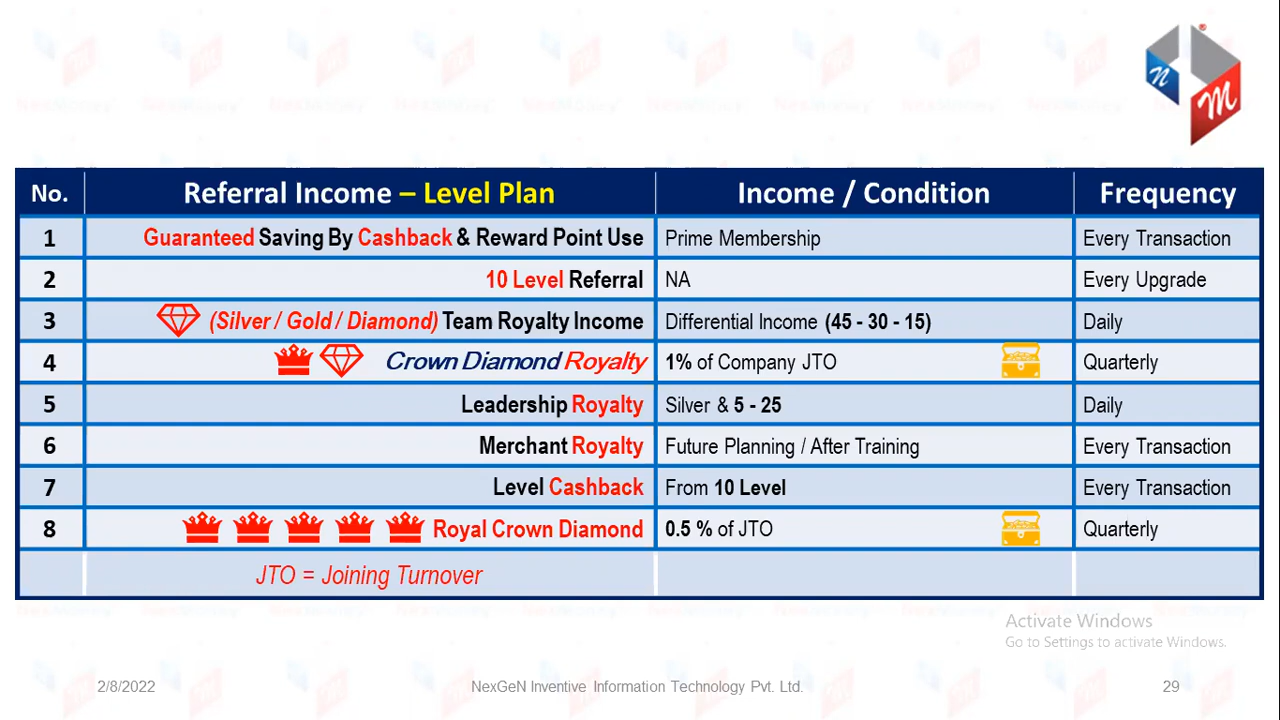 n m
No. Referral Income – Level Plan Income / Condition Frequency
1 Guaranteed Saving By Cashback & Reward Point Use Prime Membership Every Transaction
2 10 Level Referral NA Every Upgrade
3 (Silver / Gold / Diamond) Team Royalty Income Differential Income (45 - 30 - 15) Daily
4 Crown Diamond Royalty 1% of Company JTO Quarterly
5 Leadership Royalty Silver & 5 - 25 Daily
6 Merchant Royalty Future Planning / After Training Every Transaction
7 Level Cashback From 10 Level Every Transaction
8 Royal Crown Diamond 0.5 % of JTO Quarterly
JTO = Joining Turnover
Activate Windows
Go to Settings to activate Windows.
2/8/2022 NexGeN Inventive Information Technology Pvt. Ltd. 29